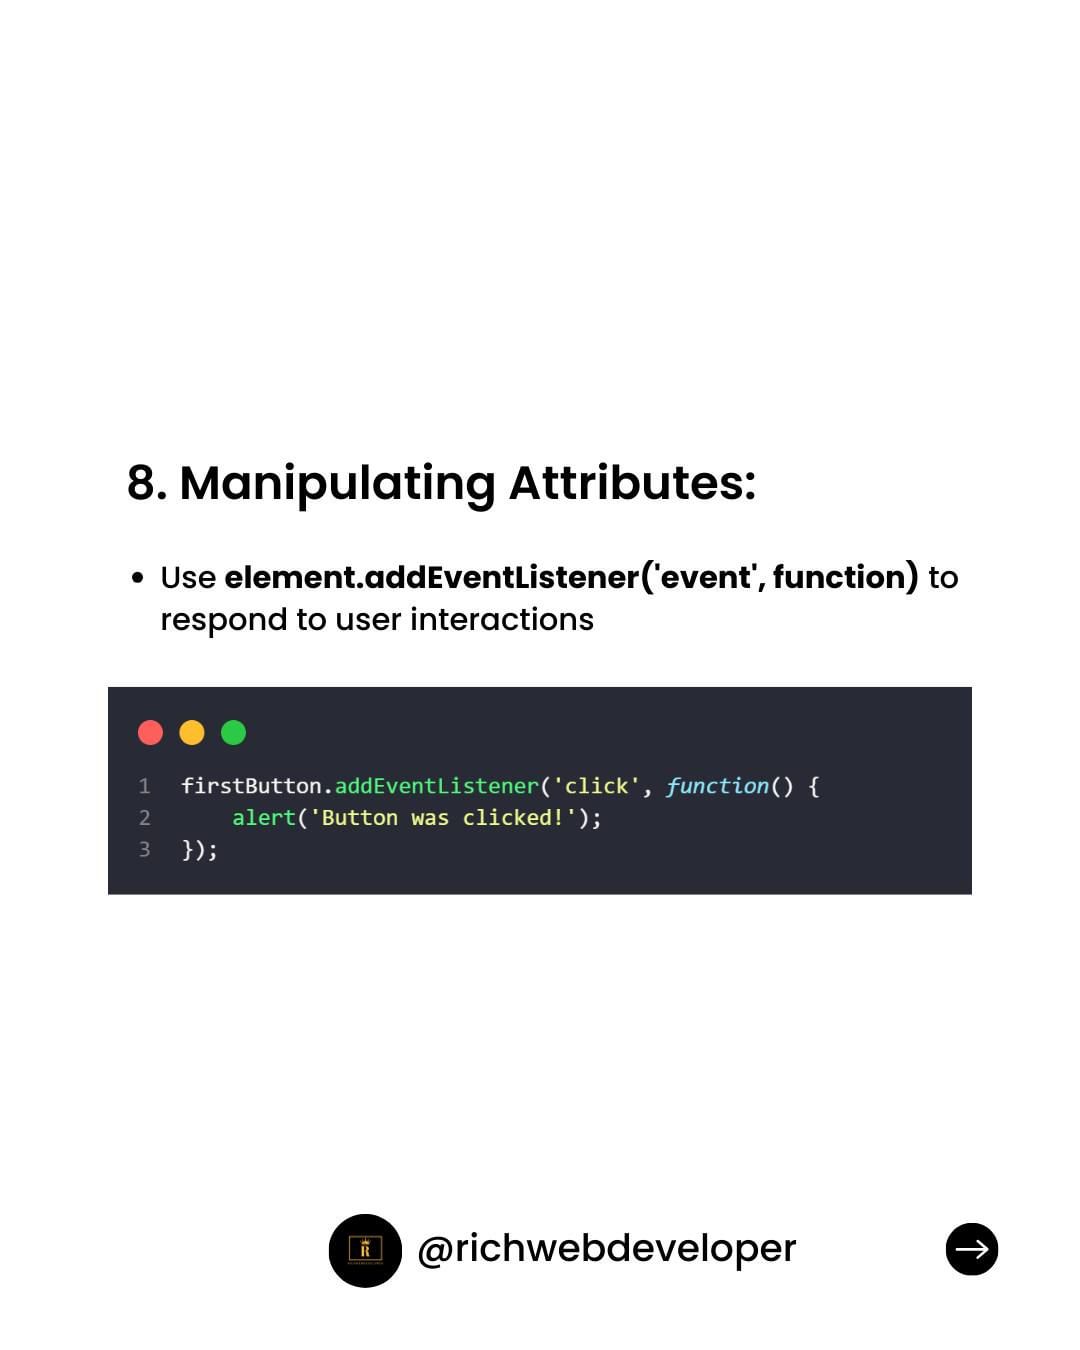 8. Manipulating Attributes:
• Use element.addEventListener('event', function) to
respond to user interactions
1 firstButton.addEventListener('click', function() {
2     alert('Button was clicked!');
3 });
R
@richwebdeveloper